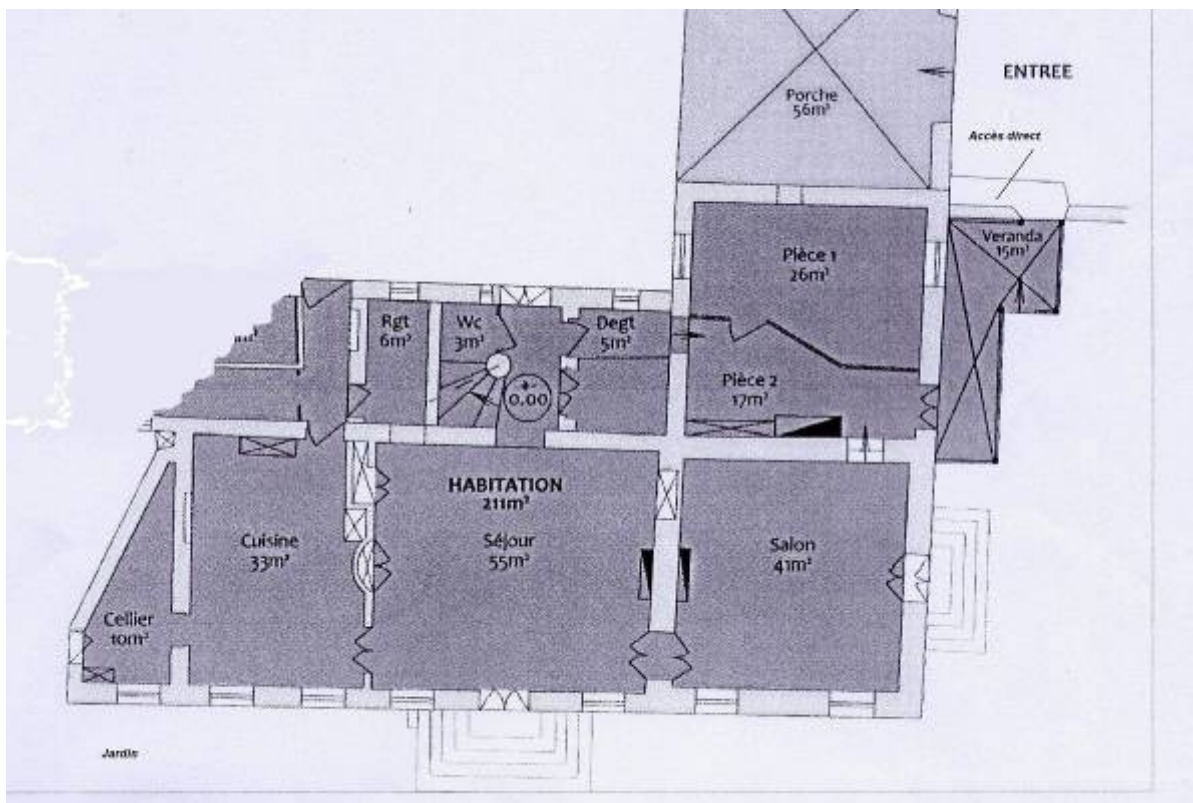 ENTREE
Porche
56m²
Accès direct
Veranda
15m²
Pièce 1
26m²
Rgt
6m²
Wc
3m²
Degt
5m²
Pièce 2
17m²
+-
0.00
HABITATION
211m²
Cuisine
33m²
Séjour
55m²
Salon
41m²
Cellier
10m²
Jardin